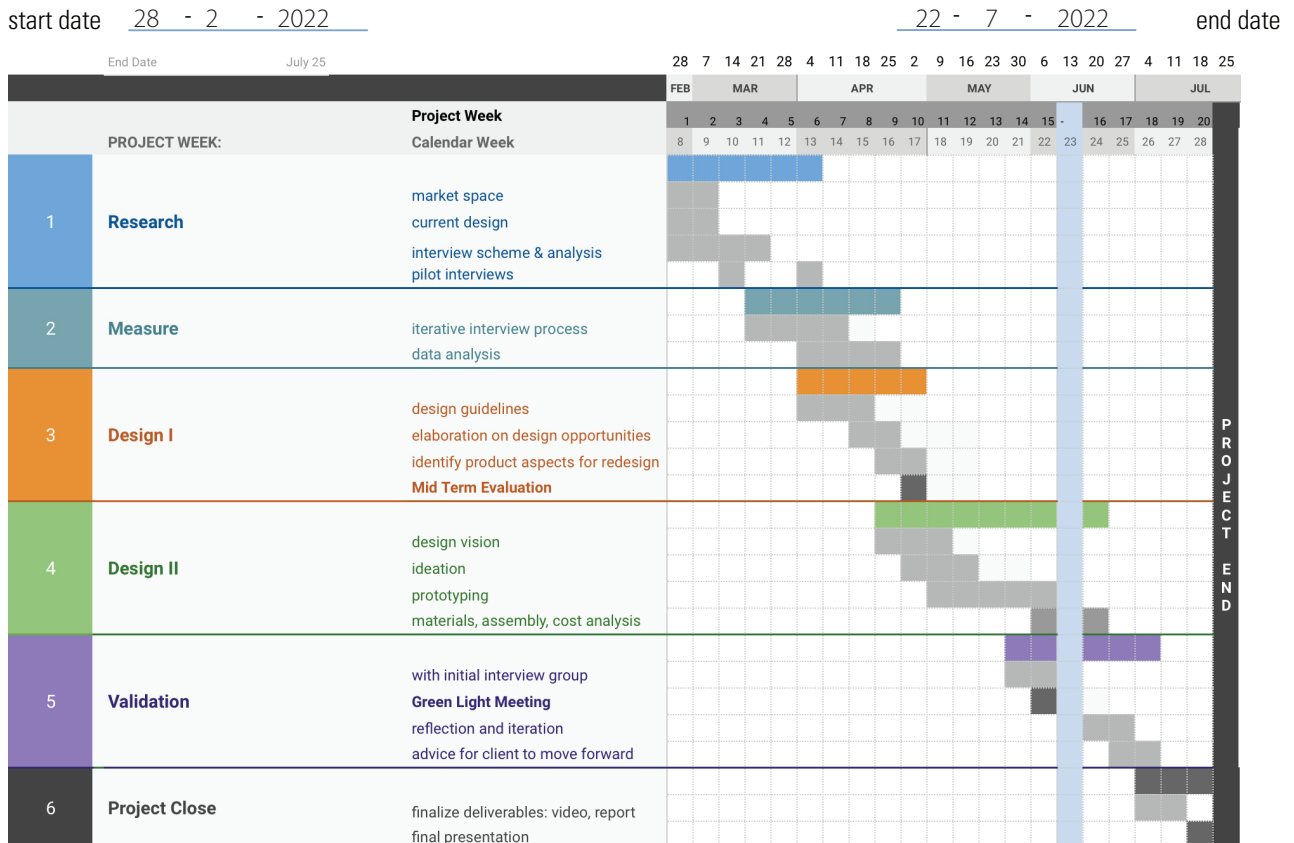 start date 28 - 2 - 2022 22 - 7 - 2022 end date
End Date July 25 28 7 14 21 28 4 11 18 25 2 9 16 23 30 6 13 20 27 4 11 18 25
FEB MAR APR MAY JUN JUL
Project Week 1 2 3 4 5 6 7 8 9 10 11 12 13 14 15 - 16 17 18 19 20
PROJECT WEEK: Calendar Week 8 9 10 11 12 13 14 15 16 17 18 19 20 21 22 23 24 25 26 27 28
market space
1 Research current design
interview scheme & analysis
pilot interviews
2 Measure iterative interview process
data analysis
design guidelines
3 Design I elaboration on design opportunities
identify product aspects for redesign
Mid Term Evaluation
design vision
4 Design II ideation
prototyping
materials, assembly, cost analysis
with initial interview group
5 Validation Green Light Meeting
reflection and iteration
advice for client to move forward
6 Project Close finalize deliverables: video, report
final presentation
PROJECT END